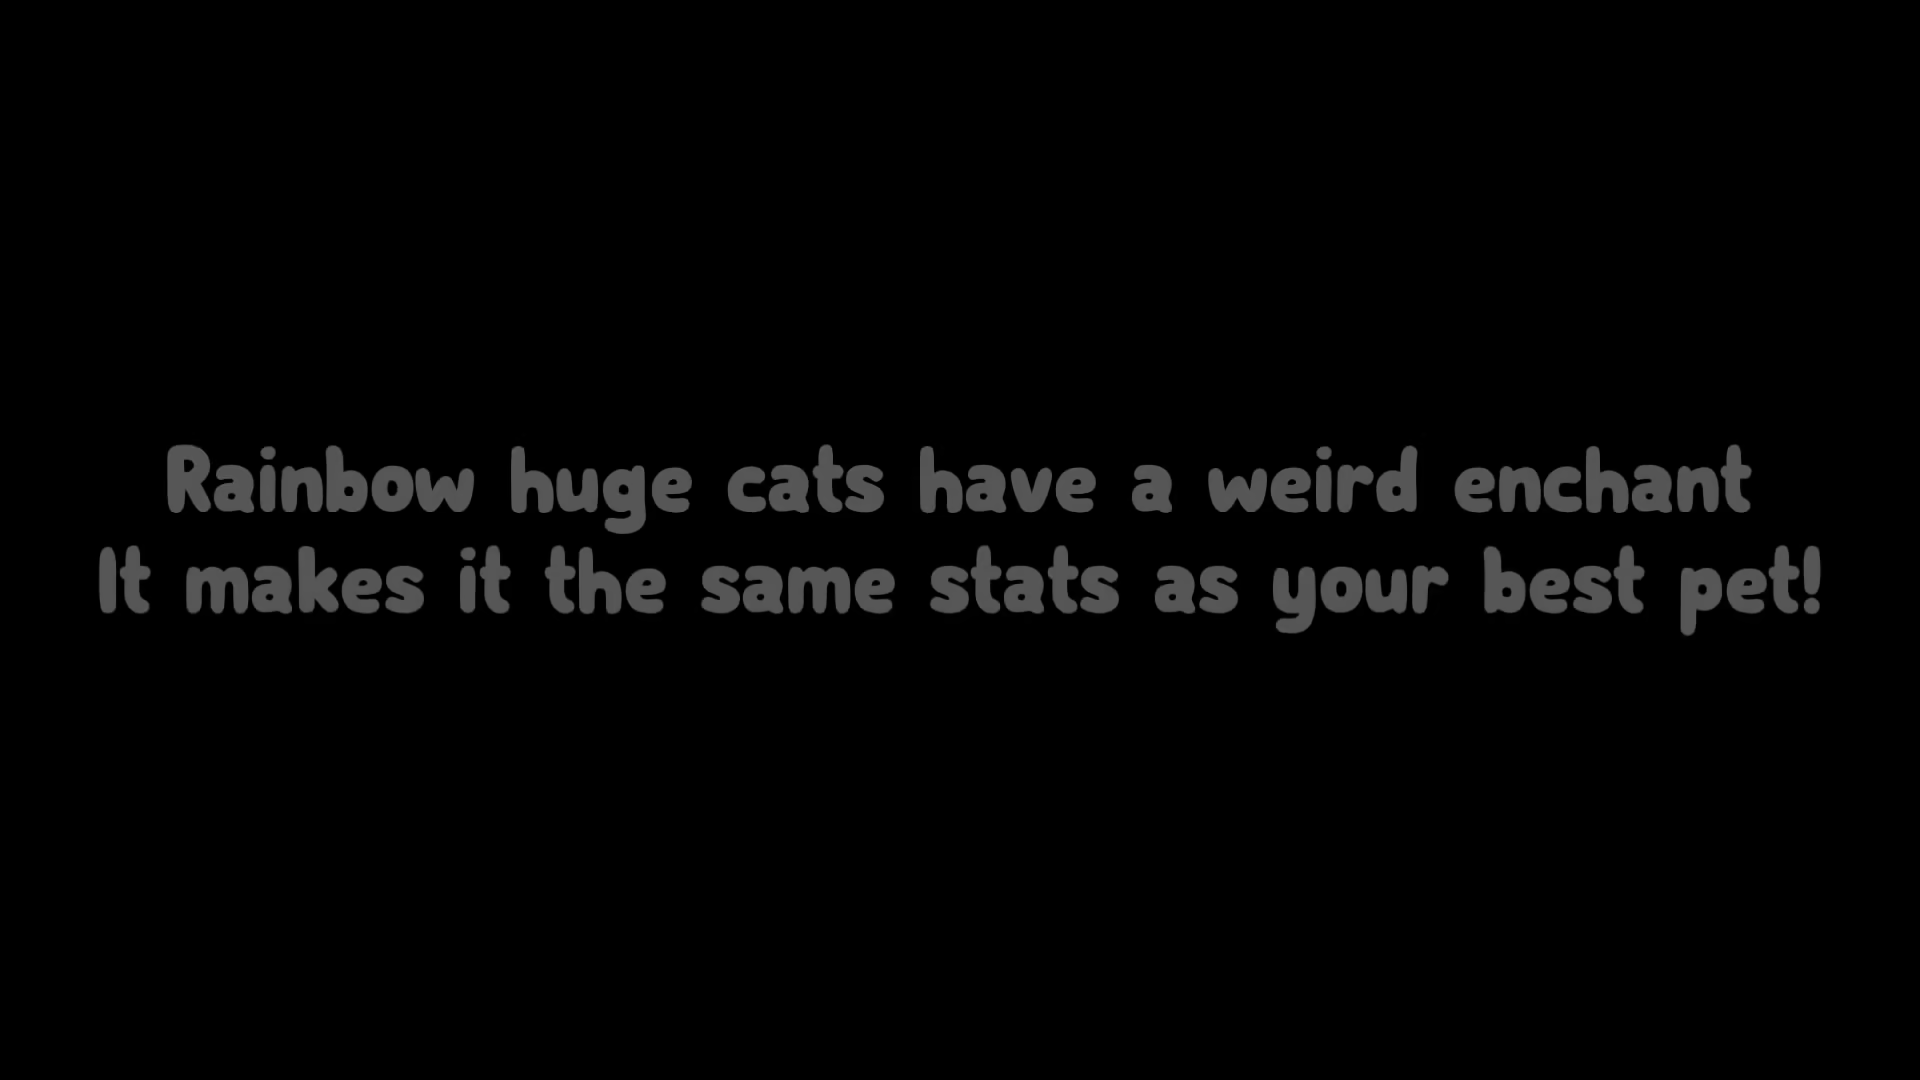 Rainbow huge cats have a weird enchant
It makes it the same stats as your best pet!